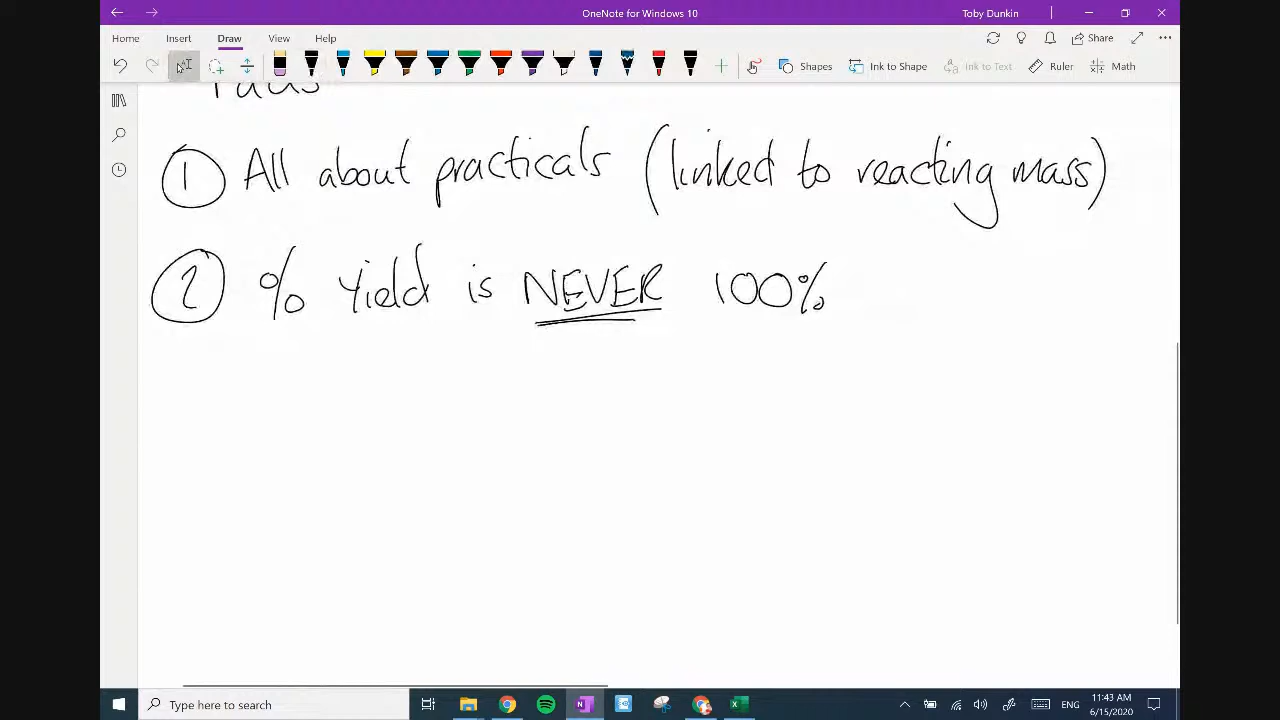 OneNote for Windows 10
Toby Dunkin
Home Insert Draw View Help
Share
Shapes Ink to Shape Ink to Text Ruler Math
① All about practicals (linked to reacting mass)
② % Yield is NEVER 100%
Type here to search
ENG
11:43 AM
6/15/2020